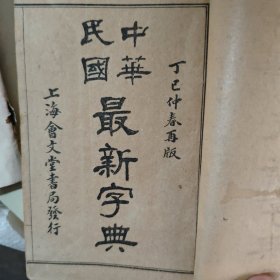 丁巳仲春再版
中華民國
最新字典
上海會文堂書局發行